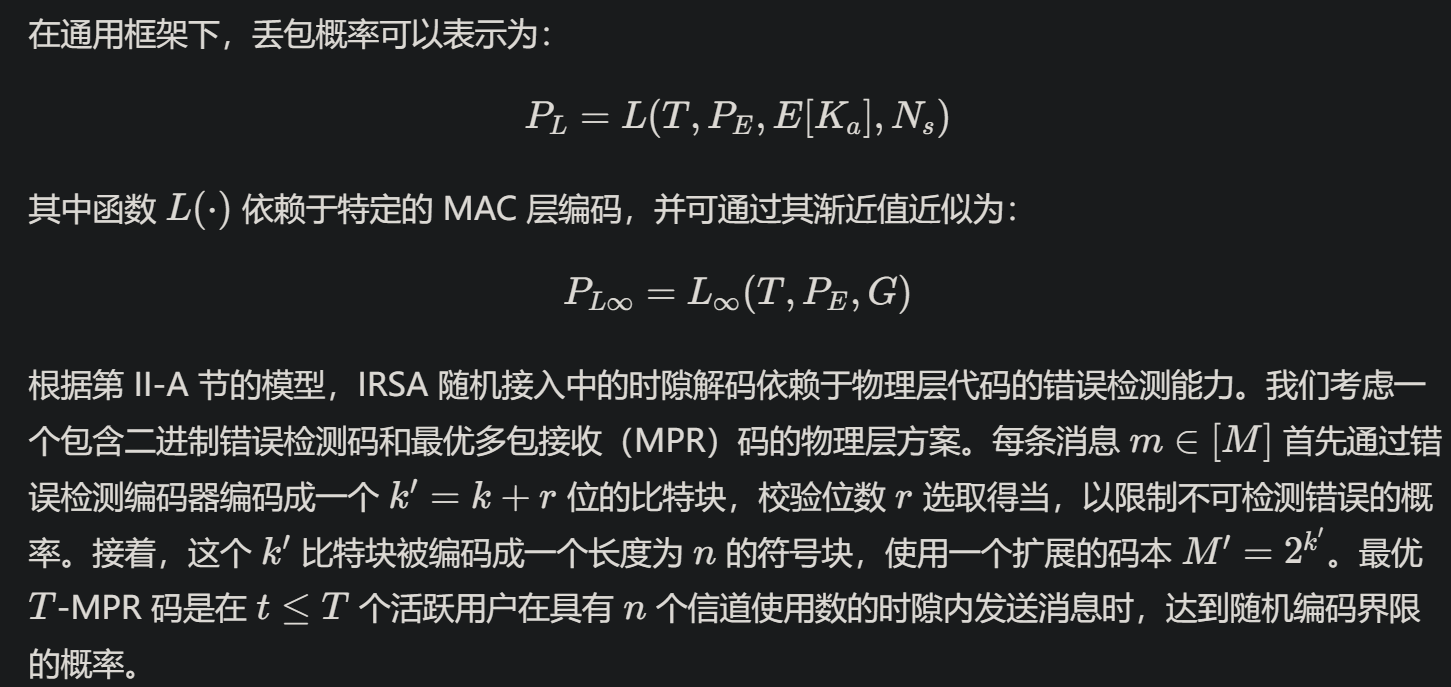 在通用框架下，丢包概率可以表示为：
P_L = L(T, P_E, E[K_a], N_s)
其中函数 L(·) 依赖于特定的 MAC 层编码，并可通过其渐近值近似为：
P_{L∞} = L_∞(T, P_E, G)
根据第 II-A 节的模型，IRSA 随机接入中的时隙解码依赖于物理层代码的错误检测能力。我们考虑一
个包含二进制错误检测码和最优多包接收（MPR）码的物理层方案。每条消息 m ∈ [M] 首先通过错
误检测编码器编码成一个 k′ = k + r 位的比特块，校验位数 r 选取得当，以限制不可检测错误的概
率。接着，这个 k′ 比特块被编码成一个长度为 n 的符号块，使用一个扩展的码本 M′ = 2^{k′}。最优
T-MPR 码是在 t ≤ T 个活跃用户在具有 n 个信道使用数的时隙内发送消息时，达到随机编码界限
的概率。